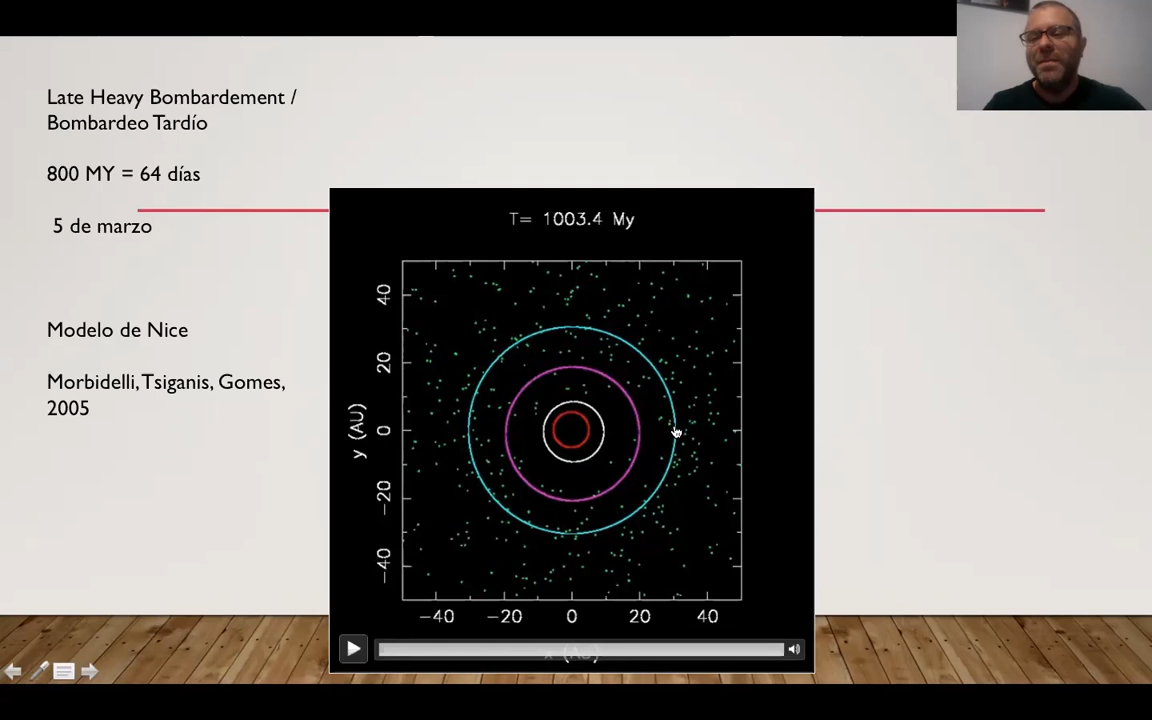 Late Heavy Bombardement /
Bombardeo Tardío
800 MY = 64 días
5 de marzo
Modelo de Nice
Morbidelli, Tsiganis, Gomes,
2005
T= 1003.4 My
40
20
0
−20
−40
y (AU)
−40 −20 0 20 40
x (AU)